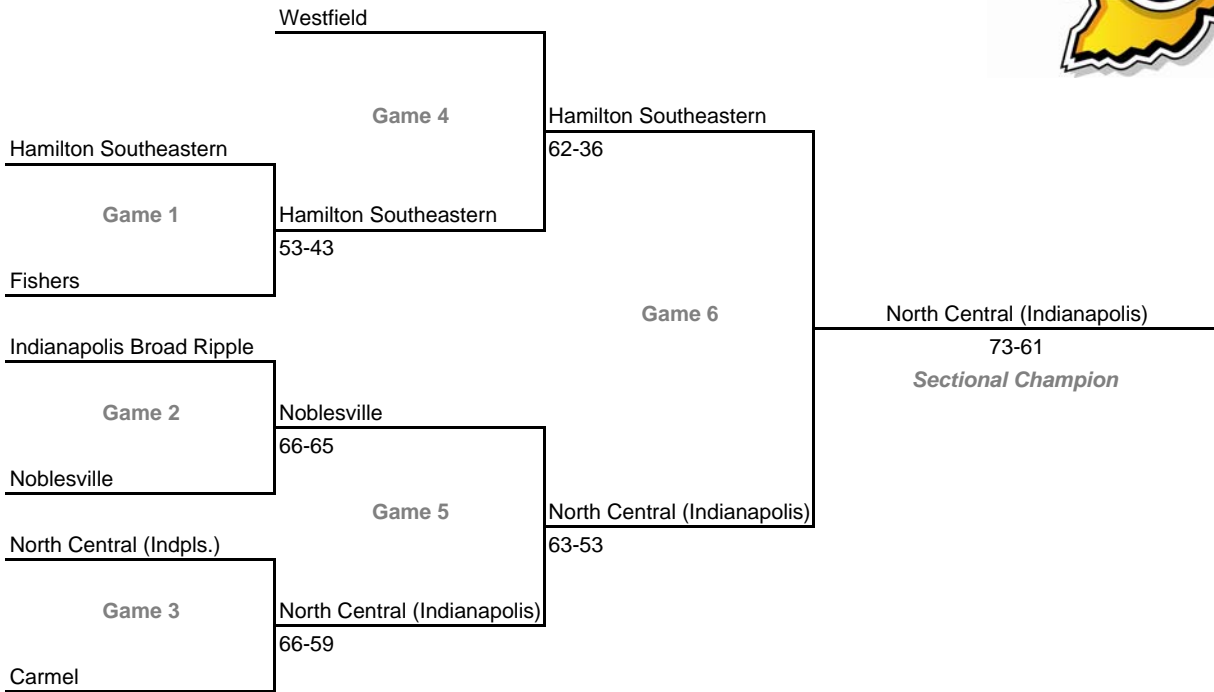 Westfield
Game 4
Hamilton Southeastern
Hamilton Southeastern
62-36
Game 1
Hamilton Southeastern
53-43
Fishers
Game 6
North Central (Indianapolis)
Indianapolis Broad Ripple
73-61
Sectional Champion
Game 2
Noblesville
66-65
Noblesville
Game 5
North Central (Indianapolis)
North Central (Indpls.)
63-53
Game 3
North Central (Indianapolis)
66-59
Carmel